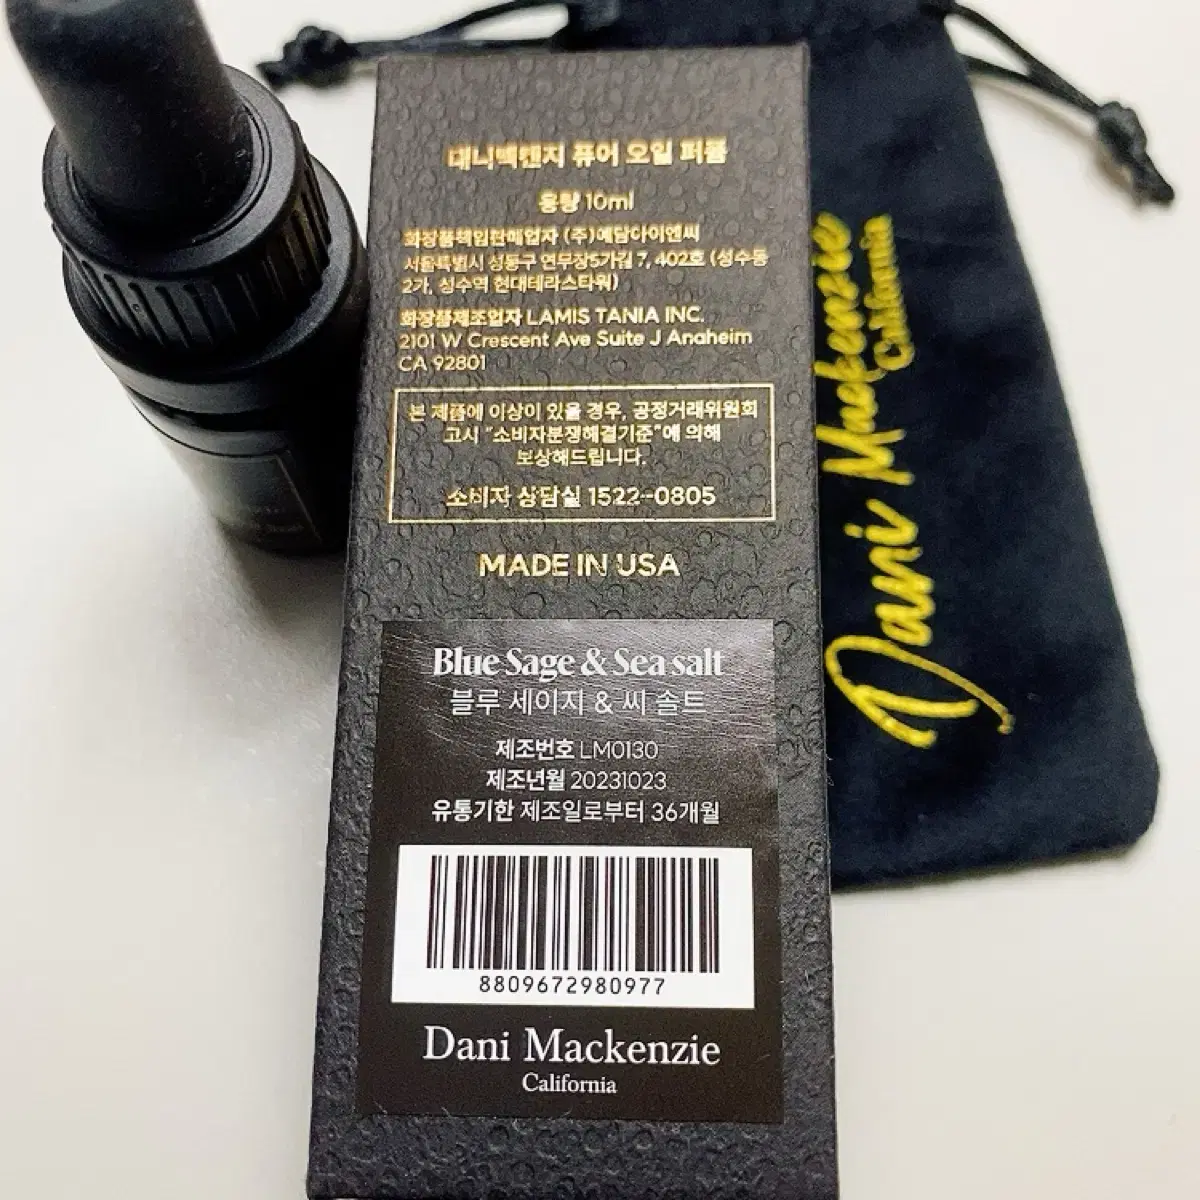 대니맥켄지 퓨어 오일 퍼퓸
용량 10ml
화장품책임판매업자 (주)예담다이엔씨
서울특별시 성동구 연무장5가길 7, 402호 (성수동
2가, 성수역 현대테라스타워)
화장품제조업자 LAMIS TANIA INC.
2101 W Crescent Ave Suite J Anaheim
CA 92801
본 제품에 이상이 있을 경우, 공정거래위원회
고시 "소비자분쟁해결기준"에 의해
보상해드립니다.
소비자 상담실 1522-0805
MADE IN USA
Blue Sage & Sea salt
블루 세이지 & 씨 솔트
제조번호 LM0130
제조년월 20231023
유통기한 제조일로부터 36개월
8809672980977
Dani Mackenzie
California
Dani Mackenzie
California